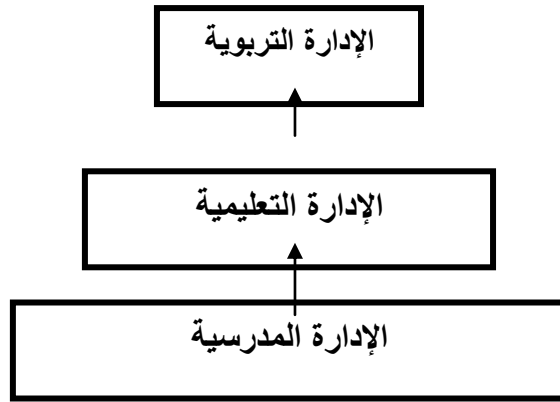 الإدارة التربوية
الإدارة التعليمية
الإدارة المدرسية